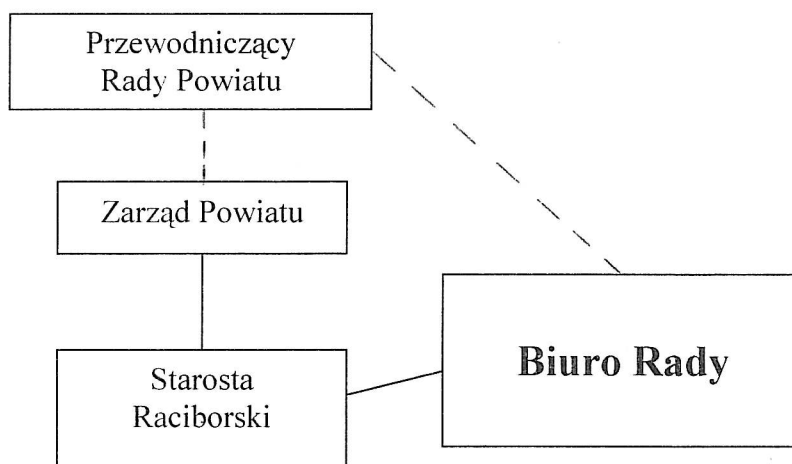 Przewodniczący
Rady Powiatu
Zarząd Powiatu
Starosta
Raciborski
Biuro Rady